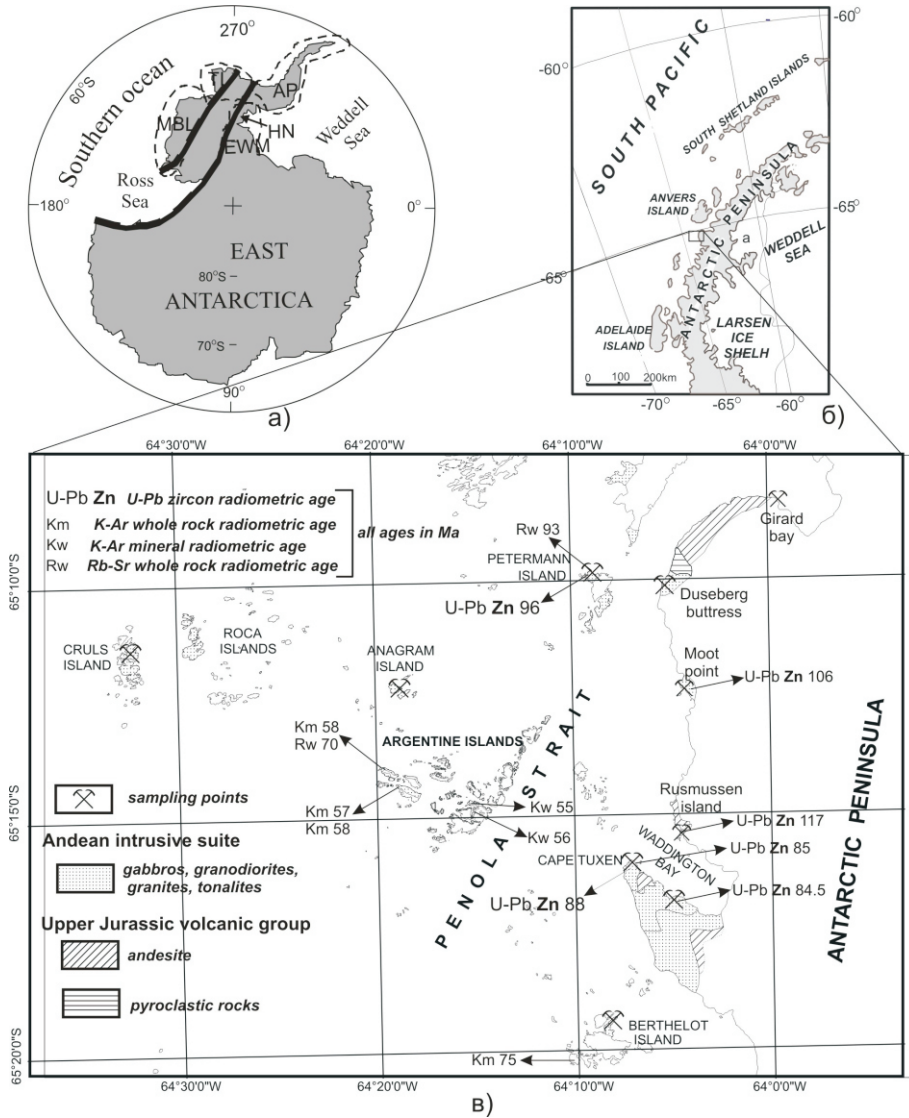 270°
60°S
Southern ocean
T
AP
MBL
HN
EWM
Weddell
Sea
Ross
Sea
180°
0°
EAST
80°S
ANTARCTICA
70°S
90°
а)
-60°
-60°
SOUTH PACIFIC
SOUTH SHETLAND ISLANDS
ANVERS
ISLAND
ANTARCTIC PENINSULA
-65°
a
WEDDELL
SEA
-65°
ADELAIDE
ISLAND
LARSEN
ICE
SHELH
0 100 200km
-70°
-65°
-60°
б)
64°30'0"W
64°20'0"W
64°10'0"W
64°00'0"W
U-Pb Zn U-Pb zircon radiometric age
Km K-Ar whole rock radiometric age
Kw K-Ar mineral radiometric age
Rw Rb-Sr whole rock radiometric age
all ages in Ma
Rw 93
PETERMANN
ISLAND
U-Pb Zn 96
Girard
bay
Duseberg
buttress
65°10'0"S
CRULS
ISLAND
ROCA
ISLANDS
ANAGRAM
ISLAND
Moot
point
U-Pb Zn 106
Km 58
Rw 70
ARGENTINE ISLANDS
PENOLA STRAIT
ANTARCTIC PENINSULA
Km 57
Km 58
Kw 55
Kw 56
Rusmussen
island
U-Pb Zn 117
WADDINGTON
BAY
CAPE TUXEN
U-Pb Zn 85
U-Pb Zn 88
U-Pb Zn 84.5
65°15'0"S
sampling points
Andean intrusive suite
gabbros, granodiorites,
granites, tonalites
Upper Jurassic volcanic group
andesite
pyroclastic rocks
BERTHELOT
ISLAND
Km 75
65°20'0"S
64°30'0"W
64°20'0"W
64°10'0"W
64°00'0"W
в)